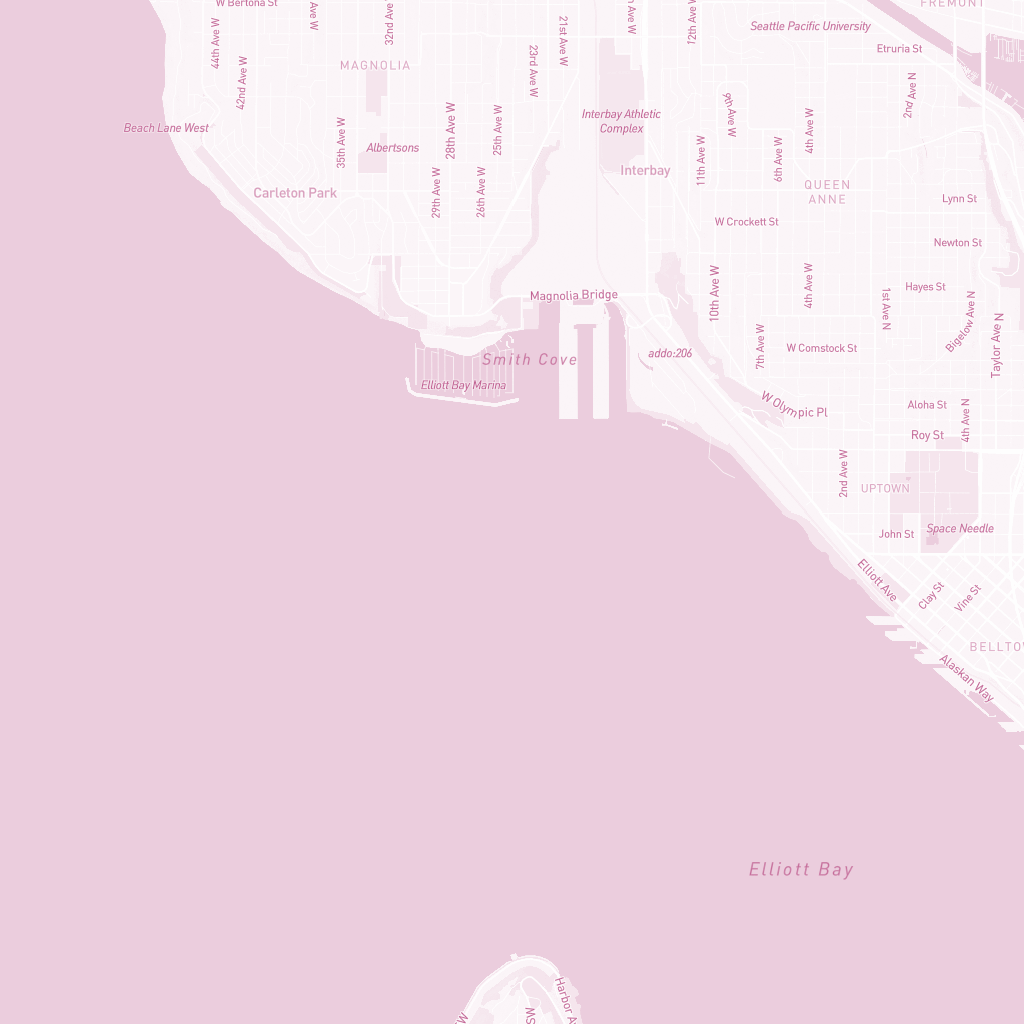 W Bertona St
Ave W
32nd Ave
21st Ave W
Ave W
12th Ave W
FREMONT
Seattle Pacific University
44th Ave W
Etruria St
MAGNOLIA
23rd Ave W
42nd Ave W
2nd Ave N
9th Ave W
Interbay Athletic
Complex
Beach Lane West
35th Ave W
28th Ave W
25th Ave W
4th Ave W
Albertsons
11th Ave W
6th Ave W
Interbay
QUEEN
ANNE
Carleton Park
29th Ave W
26th Ave W
Lynn St
W Crockett St
Newton St
10th Ave W
4th Ave W
Hayes St
Magnolia Bridge
1st Ave N
Bigelow Ave N
Taylor Ave N
7th Ave W
W Comstock St
addo:206
Smith Cove
Elliott Bay Marina
W Olympic Pl
Aloha St
4th Ave N
Roy St
2nd Ave W
UPTOWN
Space Needle
John St
Elliott Ave
Clay St
Vine St
BELLTO
Alaskan Way
Elliott Bay
Harbor A